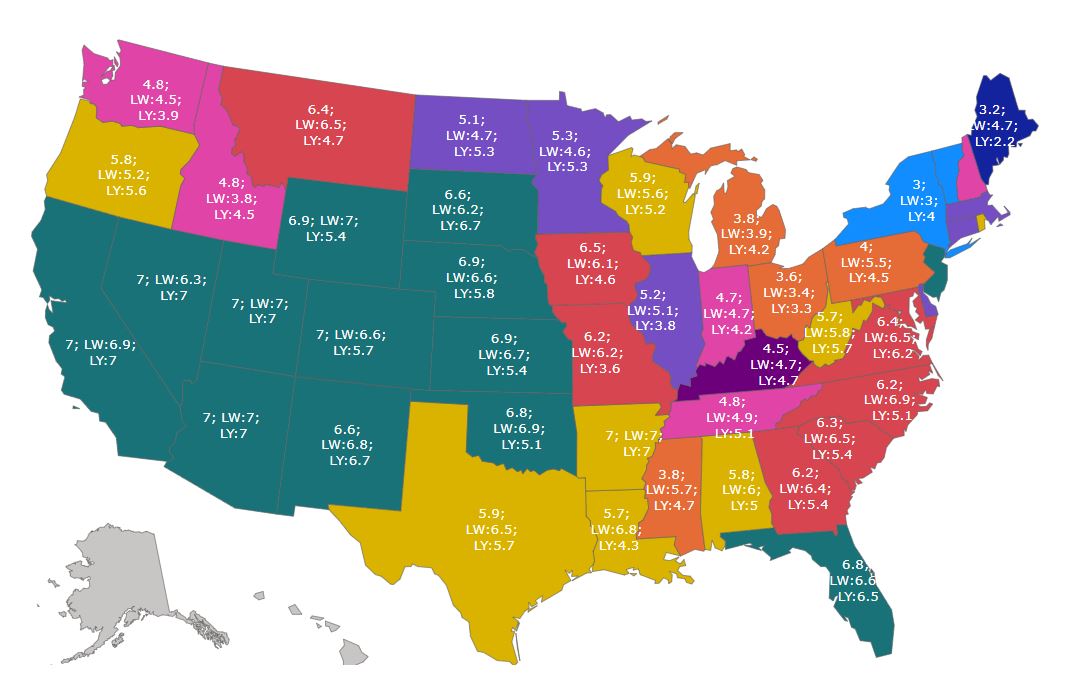 4.8;
LW:4.5;
LY:3.9
6.4;
LW:6.5;
LY:4.7
5.1;
LW:4.7;
LY:5.3
5.3;
LW:4.6;
LY:5.3
3.2;
LW:4.7;
LY:2.2
5.8;
LW:5.2;
LY:5.6
4.8;
LW:3.8;
LY:4.5
6.9; LW:7;
LY:5.4
6.6;
LW:6.2;
LY:6.7
5.9;
LW:5.6;
LY:5.2
3.8;
LW:3.9;
LY:4.2
3;
LW:3;
LY:4
7; LW:6.3;
LY:7
7; LW:7;
LY:7
6.9;
LW:6.6;
LY:5.8
6.5;
LW:6.1;
LY:4.6
5.2;
LW:5.1;
LY:3.8
4.7;
LW:4.7;
LY:4.2
3.6;
LW:3.4;
LY:3.3
4;
LW:5.5;
LY:4.5
7; LW:6.9;
LY:7
7; LW:6.6;
LY:5.7
6.9;
LW:6.7;
LY:5.4
6.2;
LW:6.2;
LY:3.6
4.5;
LW:4.7;
LY:4.7
5.7;
LW:5.8;
LY:5.7
6.4;
LW:6.5;
LY:6.2
7; LW:7;
LY:7
6.6;
LW:6.8;
LY:6.7
6.8;
LW:6.9;
LY:5.1
7; LW:7;
LY:7
4.8;
LW:4.9;
LY:5.1
6.2;
LW:6.9;
LY:5.1
6.3;
LW:6.5;
LY:5.4
5.9;
LW:6.5;
LY:5.7
5.7;
LW:6.8;
LY:4.3
3.8;
LW:5.7;
LY:4.7
5.8;
LW:6;
LY:5
6.2;
LW:6.4;
LY:5.4
6.8;
LW:6.6;
LY:6.5